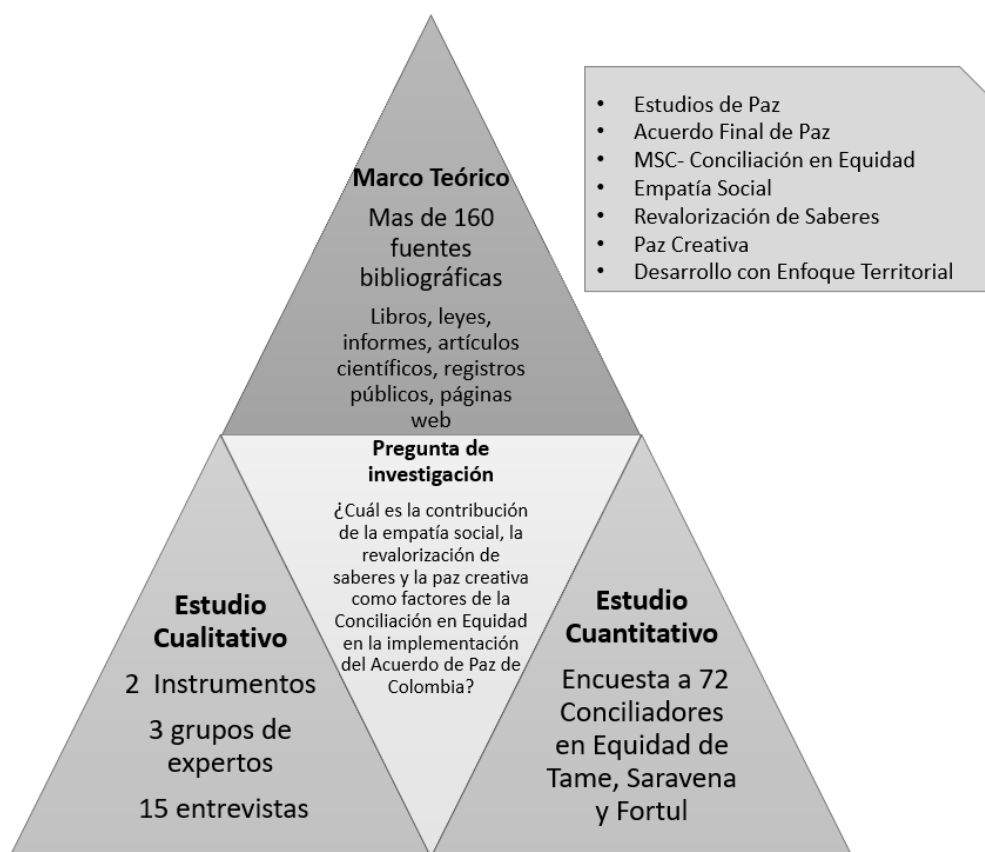 Marco Teórico
Mas de 160
fuentes
bibliográficas
Libros, leyes,
informes, artículos
científicos, registros
públicos, páginas
web
• Estudios de Paz
• Acuerdo Final de Paz
• MSC- Conciliación en Equidad
• Empatía Social
• Revalorización de Saberes
• Paz Creativa
• Desarrollo con Enfoque Territorial
Pregunta de
investigación
¿Cuál es la contribución
de la empatía social, la
revalorización de
saberes y la paz creativa
como factores de la
Conciliación en Equidad
en la implementación
del Acuerdo de Paz de
Colombia?
Estudio
Cualitativo
2 Instrumentos
3 grupos de
expertos
15 entrevistas
Estudio
Cuantitativo
Encuesta a 72
Conciliadores
en Equidad de
Tame, Saravena
y Fortul